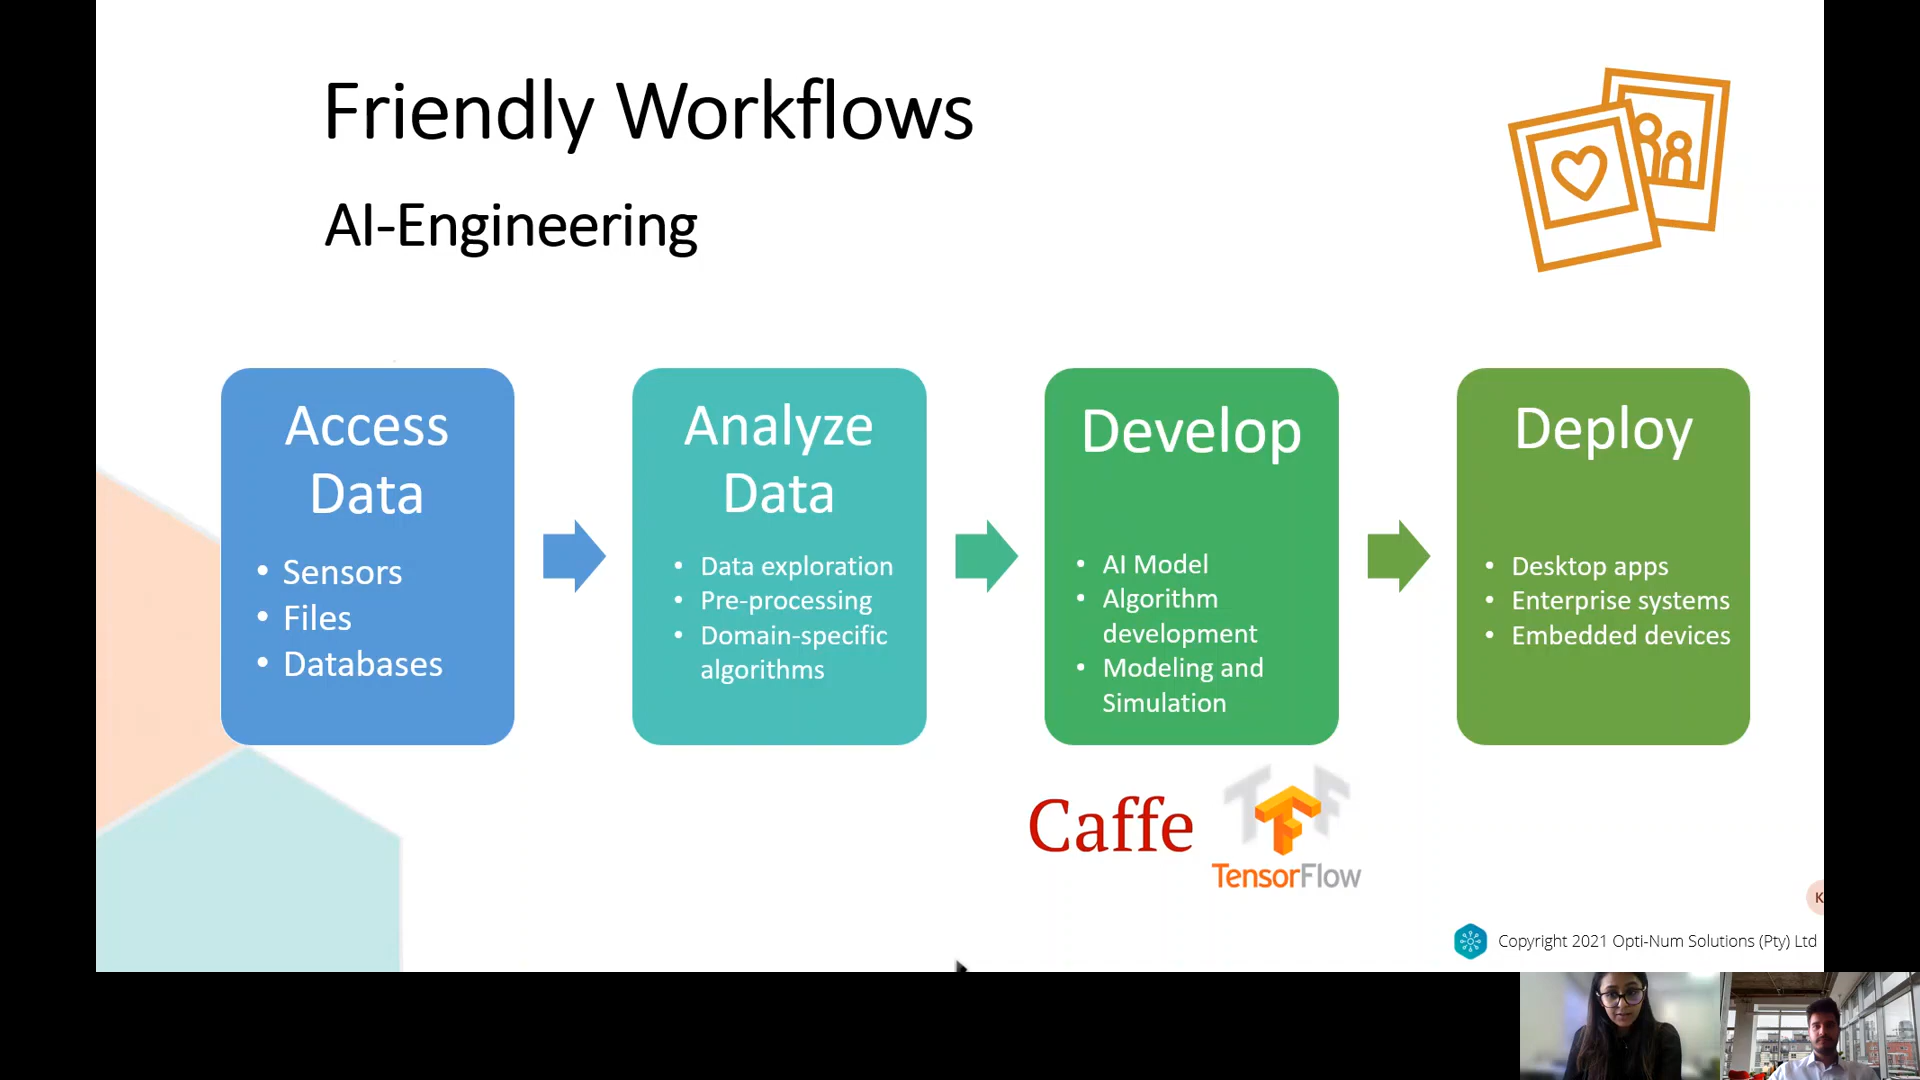 Friendly Workflows
AI-Engineering
Access
Data
• Sensors
• Files
• Databases
Analyze
Data
• Data exploration
• Pre-processing
• Domain-specific
algorithms
Develop
• AI Model
• Algorithm
development
• Modeling and
Simulation
Deploy
• Desktop apps
• Enterprise systems
• Embedded devices
Caffe
TensorFlow
K
Copyright 2021 Opti-Num Solutions (Pty) Ltd